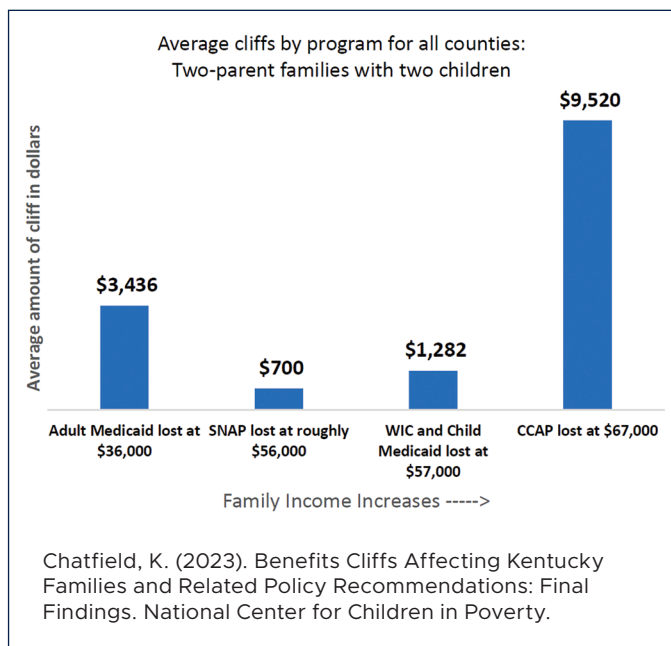 Average cliffs by program for all counties:
Two-parent families with two children
Average amount of cliff in dollars
$3,436
$700
$1,282
$9,520
Adult Medicaid lost at
$36,000
SNAP lost at roughly
$56,000
WIC and Child
Medicaid lost at
$57,000
CCAP lost at $67,000
Family Income Increases ----->
Chatfield, K. (2023). Benefits Cliffs Affecting Kentucky
Families and Related Policy Recommendations: Final
Findings. National Center for Children in Poverty.